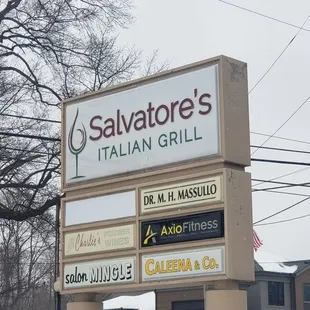 Salvatore's
ITALIAN GRILL
DR. M. H. MASSULLO
Charlie's
AxioFitness
salon MINGLE
CALEENA & CO.